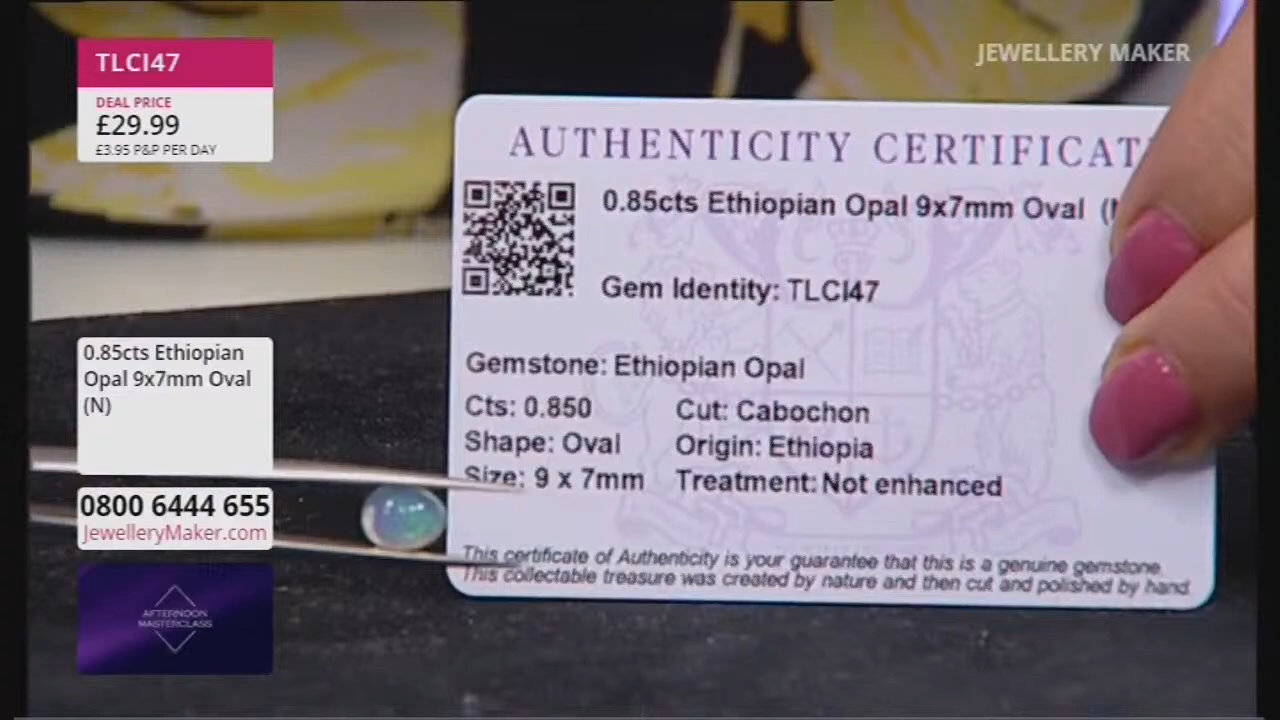 TLCI47
DEAL PRICE
£29.99
£3.95 P&P PER DAY
JEWELLERY MAKER
AUTHENTICITY
0.85cts Ethiopian Opal 9x7mm Oval
Gem Identity: TLCI47
Gemstone: Ethiopian Opal
Cts: 0.850 Cut: Cabochon
Shape: Oval Origin: Ethiopia
Size: 9 x 7mm Treatment: Not enhanced
This certificate of Authenticity is your guarantee that this is a genuine gemstone.
This collectable treasure was created by nature and then cut and polished by hand.
0.85cts Ethiopian
Opal 9x7mm Oval
(N)
0800 6444 655
JewelleryMaker.com
AFTERNOON
MASTERCLASS